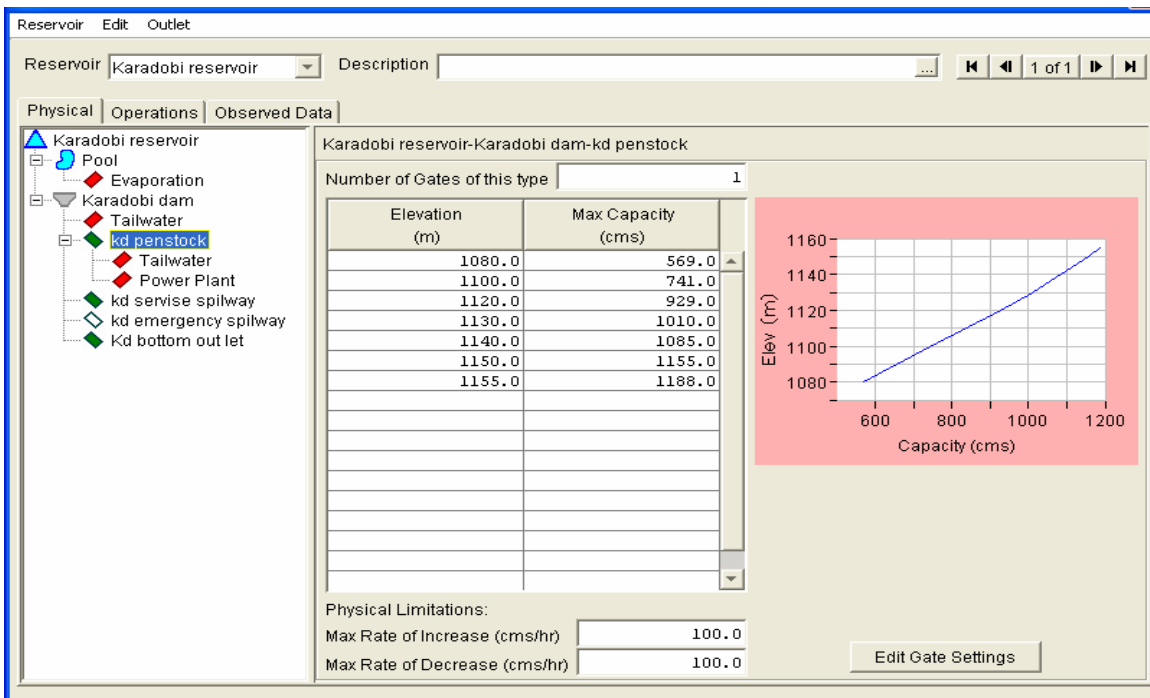 Reservoir Edit Outlet
Reservoir Karadobi reservoir Description ... 1 of 1
Physical Operations Observed Data
Karadobi reservoir
Pool
Evaporation
Karadobi dam
Tailwater
kd penstock
Tailwater
Power Plant
kd servise spilway
kd emergency spilway
Kd bottom out let
Karadobi reservoir-Karadobi dam-kd penstock
Number of Gates of this type 1
Elevation Max Capacity
(m) (cms)
1080.0 569.0
1100.0 741.0
1120.0 929.0
1130.0 1010.0
1140.0 1085.0
1150.0 1155.0
1155.0 1188.0
Physical Limitations:
Max Rate of Increase (cms/hr) 100.0
Max Rate of Decrease (cms/hr) 100.0
Elev (m)
1160
1140
1120
1100
1080
600 800 1000 1200
Capacity (cms)
Edit Gate Settings